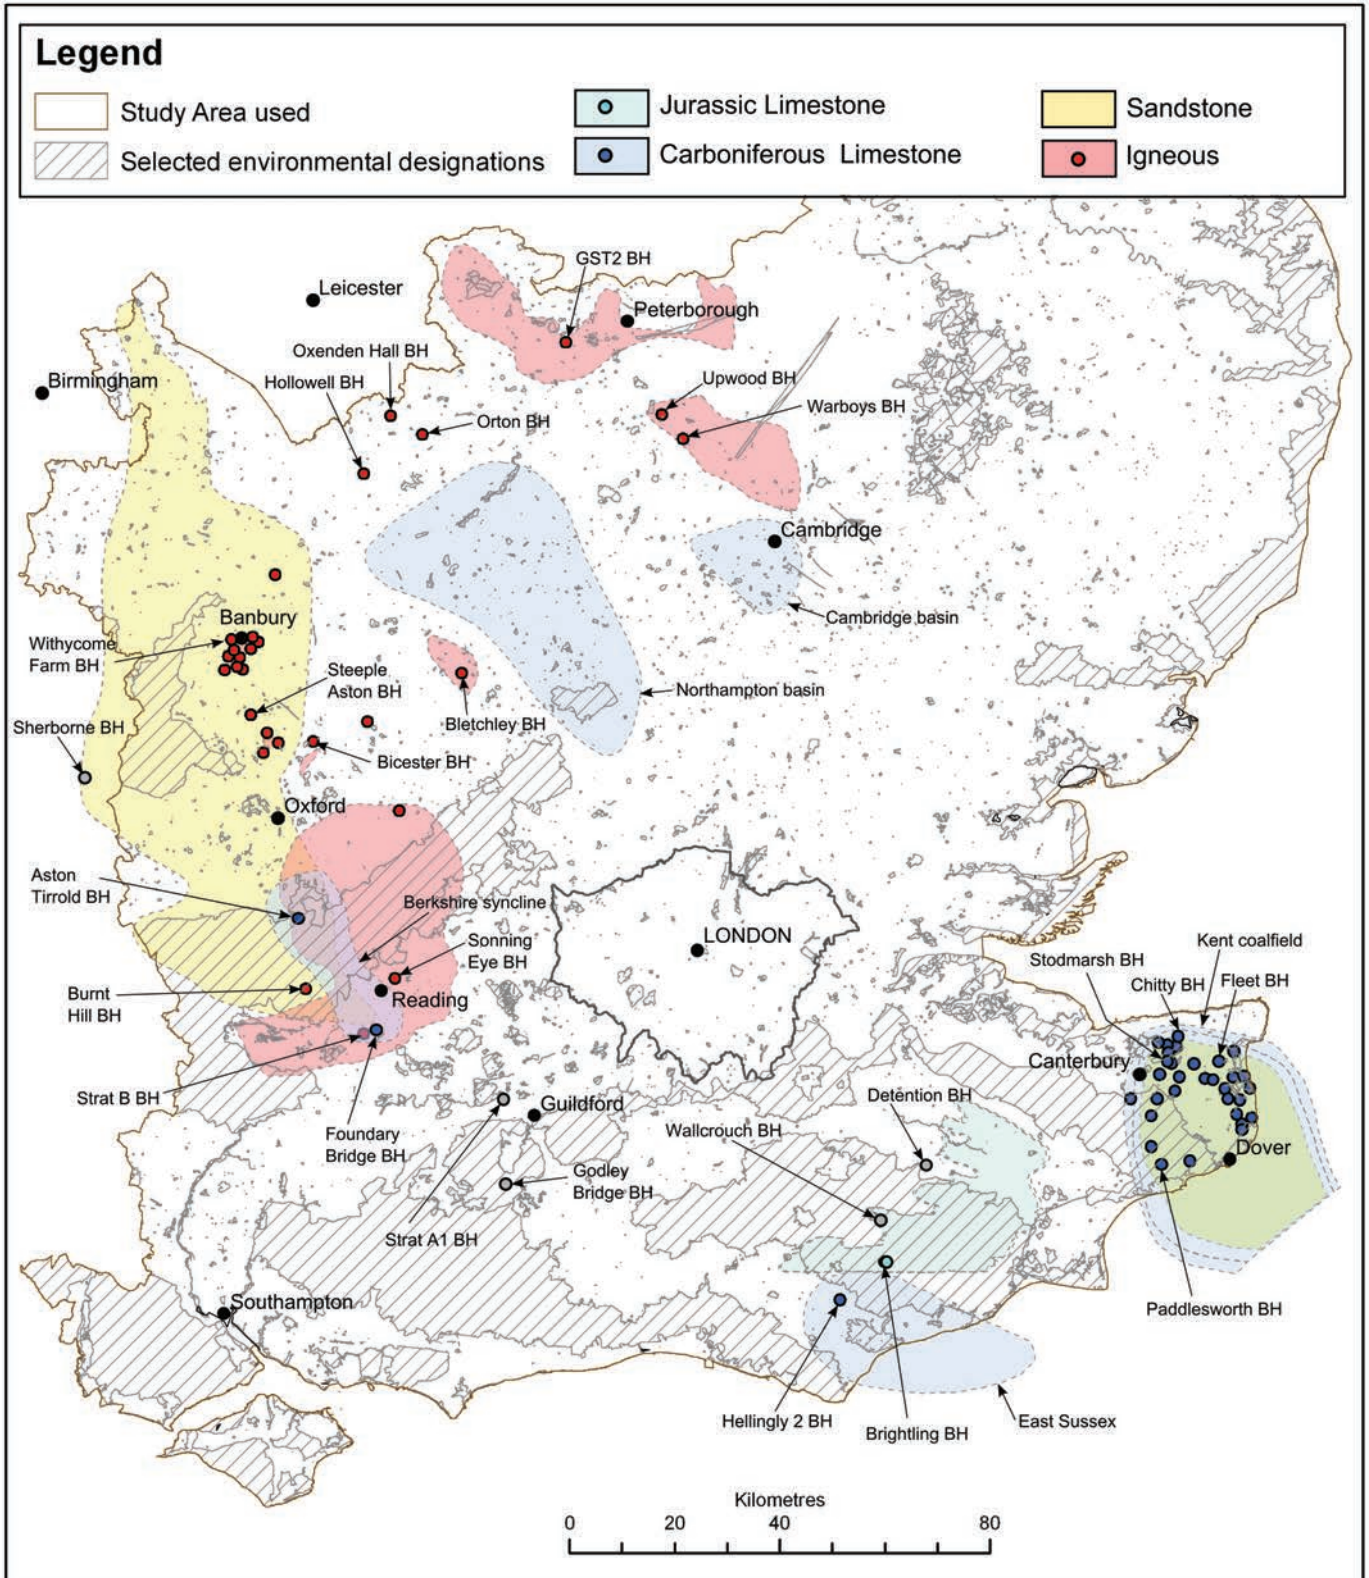 Legend
Study Area used
Selected environmental designations
Jurassic Limestone
Carboniferous Limestone
Sandstone
Igneous
GST2 BH
Leicester
Peterborough
Oxenden Hall BH
Birmingham
Hollowell BH
Upwood BH
Warboys BH
Orton BH
Cambridge
Banbury
Cambridge basin
Withycome
Farm BH
Steeple
Aston BH
Northampton basin
Sherborne BH
Bletchley BH
Bicester BH
Oxford
Aston
Tirrold BH
Berkshire syncline
LONDON
Sonning
Eye BH
Kent coalfield
Stodmarsh BH
Chitty BH
Fleet BH
Burnt
Hill BH
Reading
Canterbury
Strat B BH
Guildford
Detention BH
Foundary
Bridge BH
Wallcrouch BH
Dover
Godley
Bridge BH
Strat A1 BH
Southampton
Paddlesworth BH
Hellingly 2 BH
Brightling BH
East Sussex
Kilometres
0 20 40 80